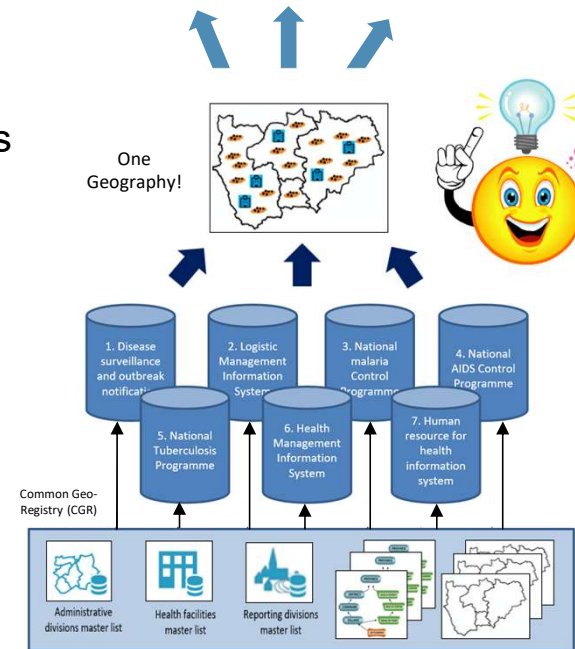 s
One
Geography!
1. Disease
surveillance
and outbreak
2. Logistic
Management
Information
System
3. National
malaria
Control
Programme
4. National
AIDS Control
Programme
5. National
Tuberculosis
Programme
6. Health
Management
Information
System
7. Human
resource for
health
information
system
Common Geo-
Registry (CGR)
Administrative
divisions master list
Health facilities
master list
Reporting divisions
master list